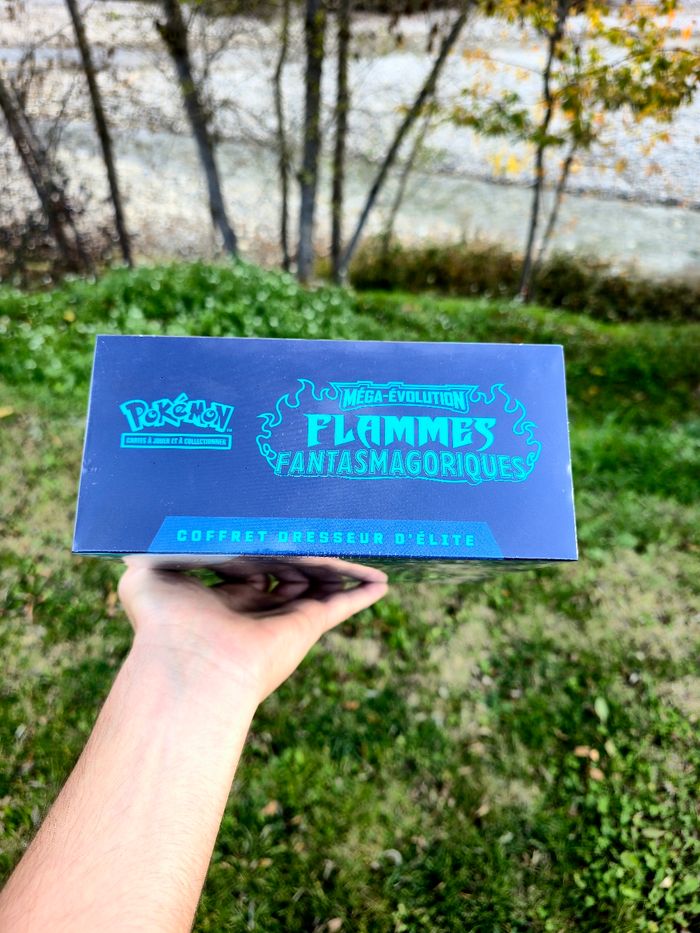 POKéMON
CARTES À JOUER ET À COLLECTIONNER
MÉGA-ÉVOLUTION
FLAMMES
FANTASMAGORIQUES
COFFRET DRESSEUR D'ÉLITE